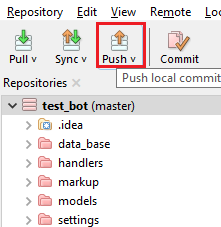 Repository Edit View Remote Local
Pull ∨ Sync ∨ Push ∨ Commit
Push local commit
Repositories
test_bot (master)
.idea
data_base
handlers
markup
models
settings